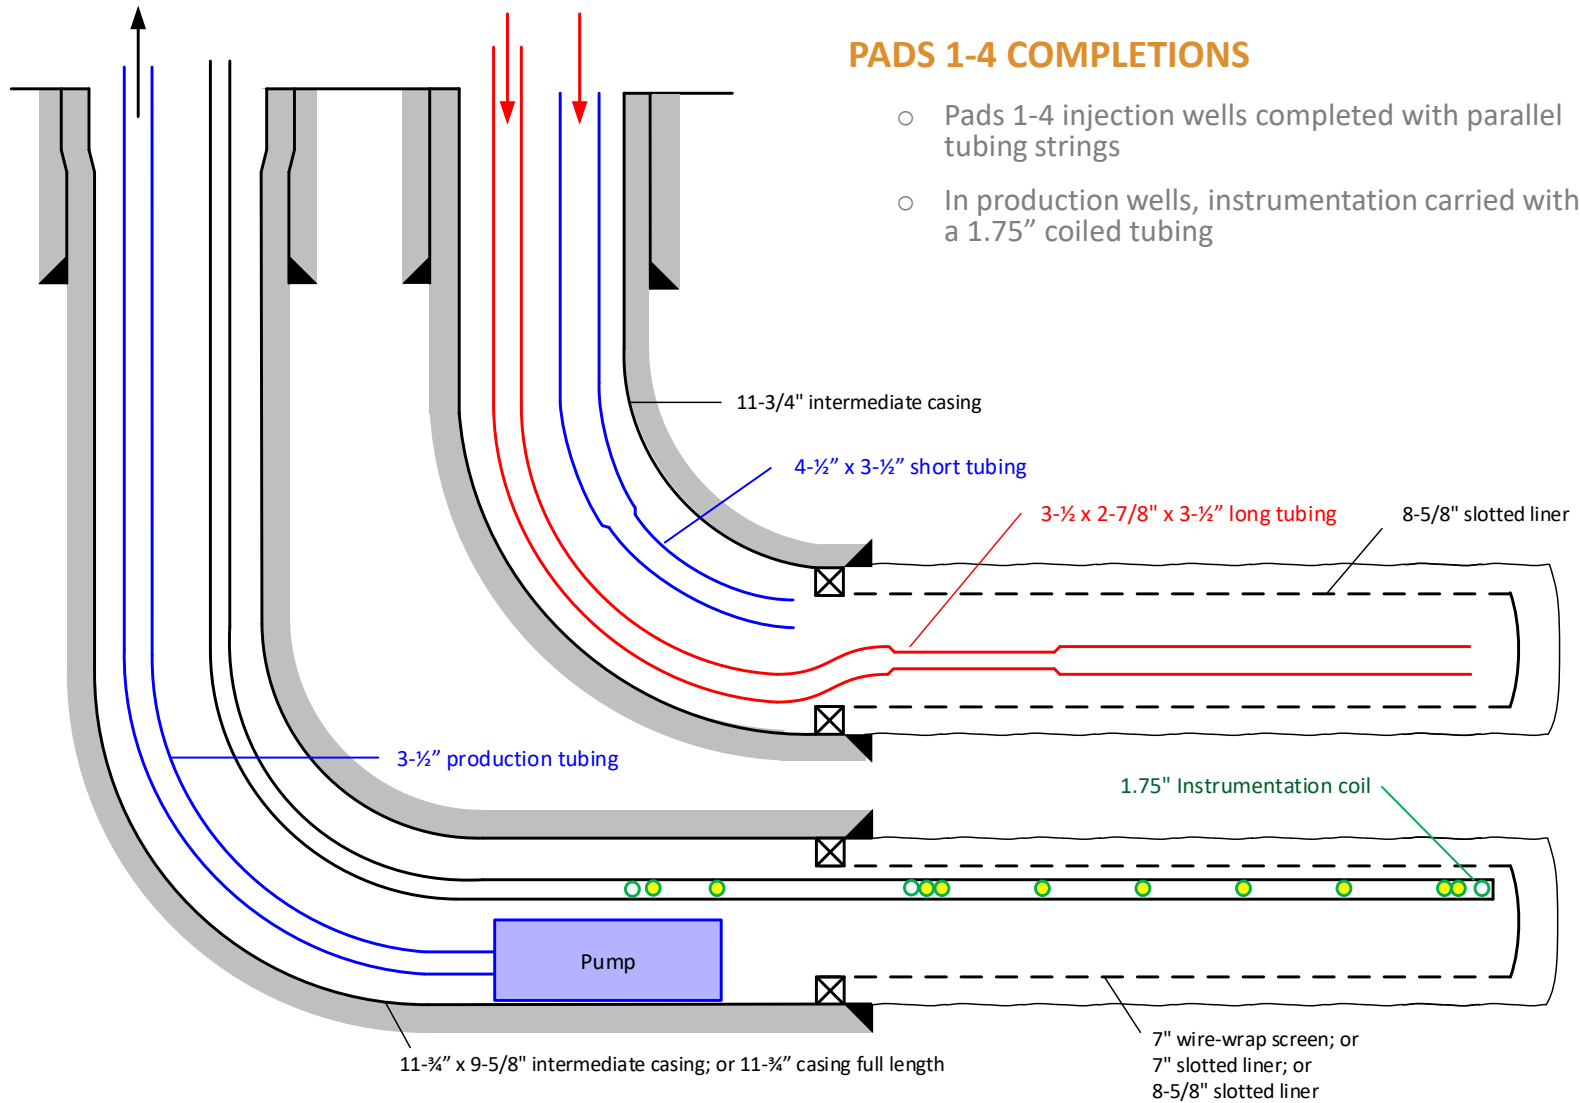 PADS 1-4 COMPLETIONS
○ Pads 1-4 injection wells completed with parallel
tubing strings
○ In production wells, instrumentation carried with
a 1.75” coiled tubing
11-3/4" intermediate casing
4-½” x 3-½” short tubing
3-½ x 2-7/8" x 3-½” long tubing
8-5/8" slotted liner
3-½” production tubing
1.75" Instrumentation coil
Pump
11-¾” x 9-5/8" intermediate casing; or 11-¾” casing full length
7" wire-wrap screen; or
7" slotted liner; or
8-5/8" slotted liner